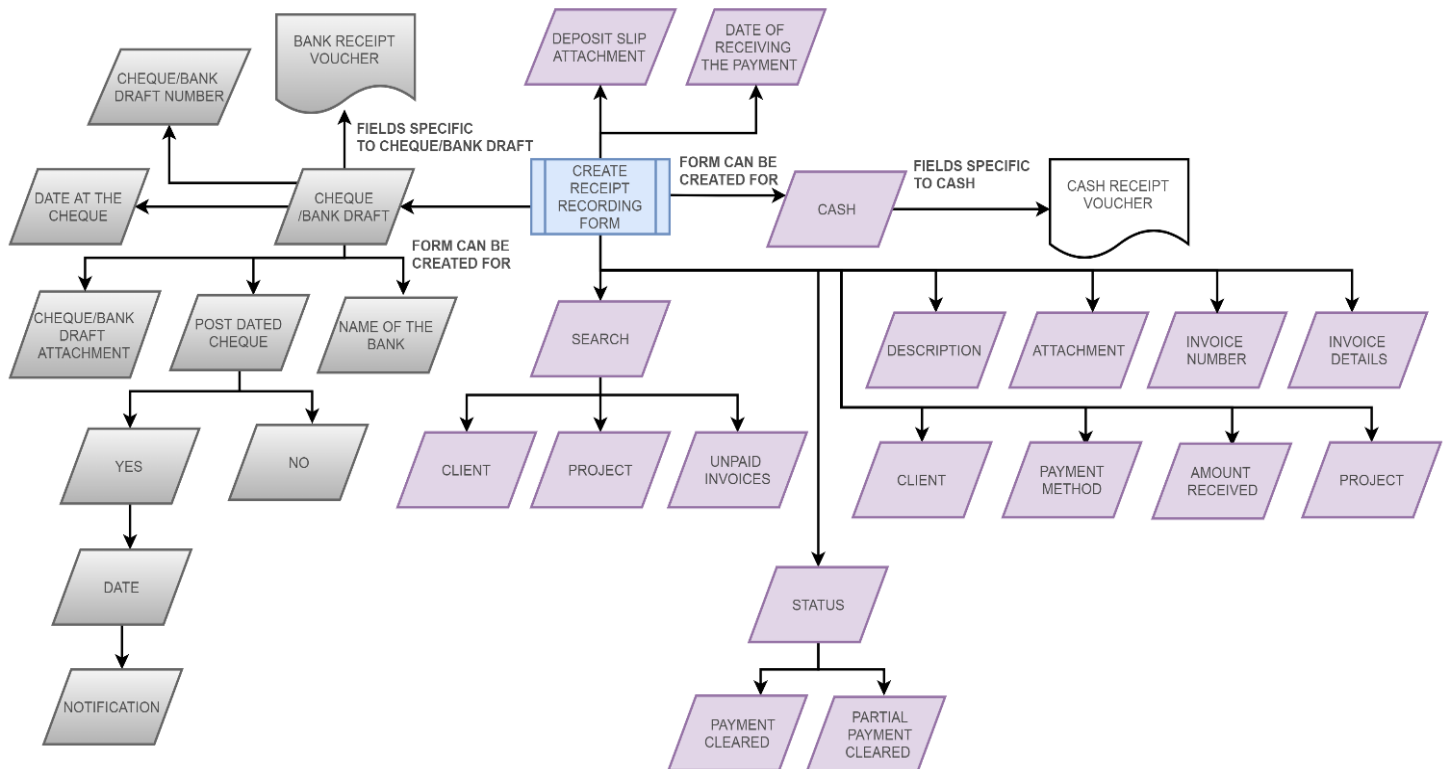 BANK RECEIPT
VOUCHER
DEPOSIT SLIP
ATTACHMENT
DATE OF
RECEIVING
THE PAYMENT
CHEQUE/BANK
DRAFT NUMBER
FIELDS SPECIFIC
TO CHEQUE/BANK DRAFT
CREATE
RECEIPT
RECORDING
FORM
FORM CAN BE
CREATED FOR
FIELDS SPECIFIC
TO CASH
CASH RECEIPT
VOUCHER
DATE AT THE
CHEQUE
CHEQUE
/BANK DRAFT
CASH
FORM CAN BE
CREATED FOR
CHEQUE/BANK
DRAFT
ATTACHMENT
POST DATED
CHEQUE
NAME OF THE
BANK
SEARCH
DESCRIPTION
ATTACHMENT
INVOICE
NUMBER
INVOICE
DETAILS
YES
NO
CLIENT
PROJECT
UNPAID
INVOICES
CLIENT
PAYMENT
METHOD
AMOUNT
RECEIVED
PROJECT
DATE
STATUS
NOTIFICATION
PAYMENT
CLEARED
PARTIAL
PAYMENT
CLEARED